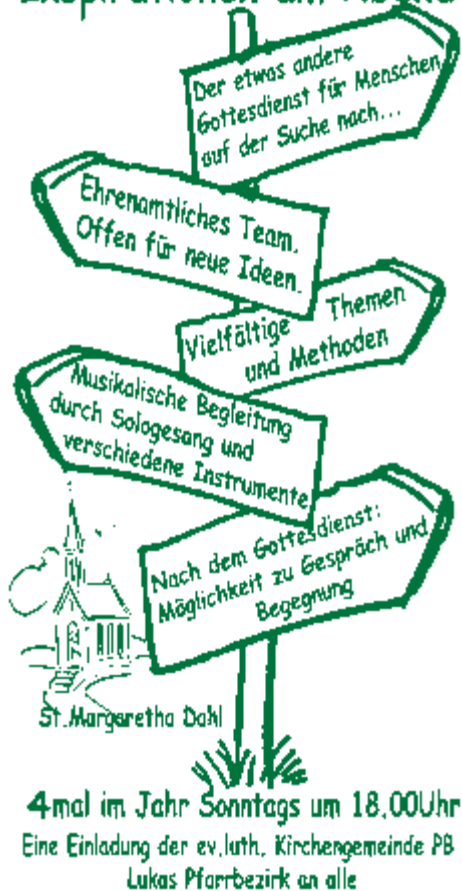 am
Der etwas andere
Gottesdienst für Menschen
auf der Suche nach...
Ehrenamtliches Team.
Offen für neue Ideen.
Vielfältige Themen
und Methoden
Musikalische Begleitung
durch Sologesang und
verschiedene Instrumente
Nach dem Gottesdienst:
Möglichkeit zu Gespräch und
Begegnung
St.Margaretha Dahl
4mal im Jahr Sonntags um 18.00Uhr
Eine Einladung der ev.luth. Kirchengemeinde PB
Lukas Pfarrbezirk an alle